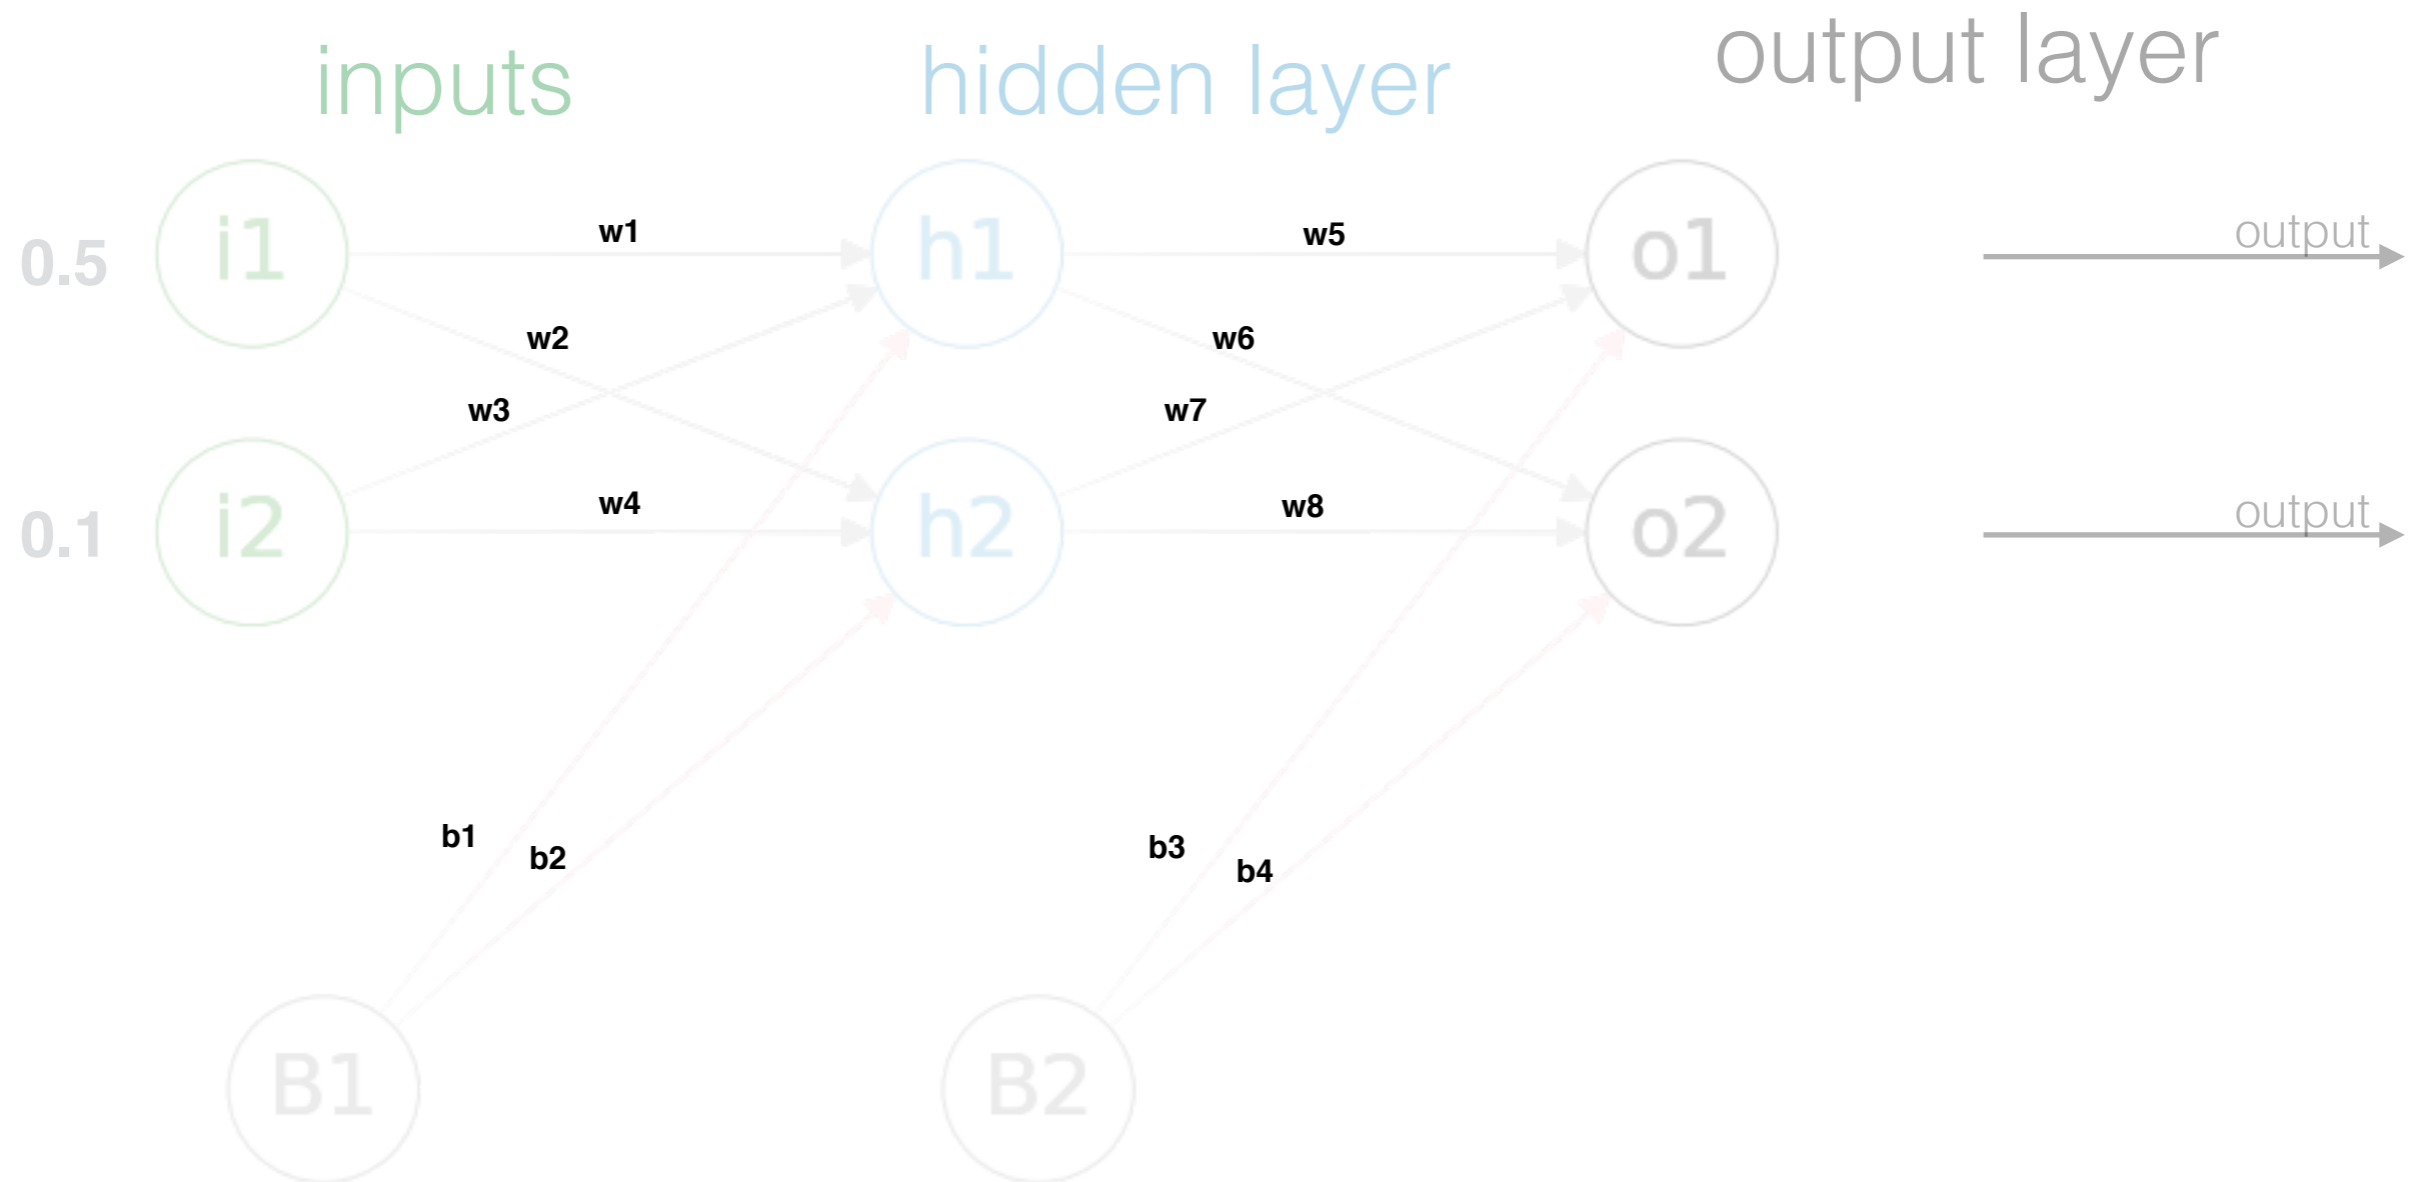 inputs
hidden layer
output layer
0.5
i1
w1
h1
w5
o1
output
w2
w6
w3
w7
0.1
i2
w4
h2
w8
o2
output
b1
b2
b3
b4
B1
B2